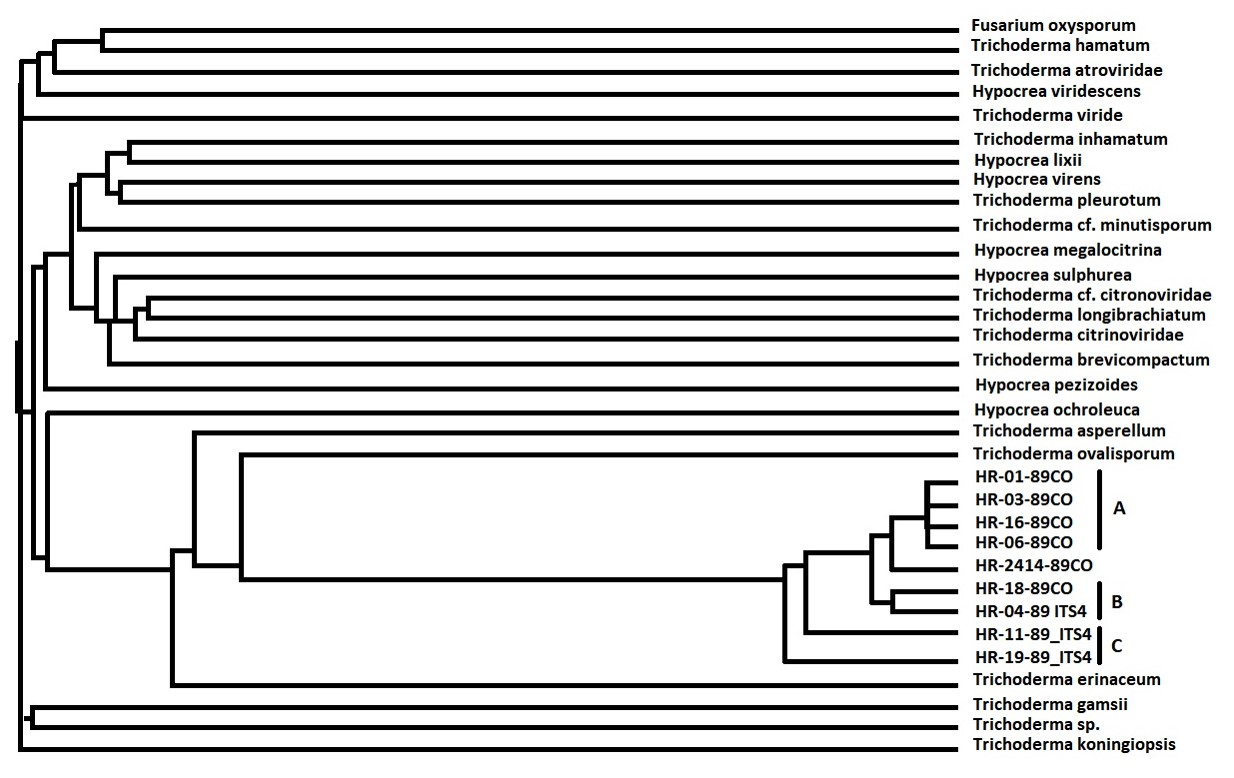 Fusarium oxysporum
Trichoderma hamatum
Trichoderma atroviridae
Hypocrea viridescens
Trichoderma viride
Trichoderma inhamatum
Hypocrea lixii
Hypocrea virens
Trichoderma pleurotum
Trichoderma cf. minutisporum
Hypocrea megalocitrina
Hypocrea sulphurea
Trichoderma cf. citronoviridae
Trichoderma longibrachiatum
Trichoderma citrinoviridae
Trichoderma brevicompactum
Hypocrea pezizoides
Hypocrea ochroleuca
Trichoderma asperellum
Trichoderma ovalisporum
HR-01-89CO
HR-03-89CO
A
HR-16-89CO
HR-06-89CO
HR-2414-89CO
HR-18-89CO
B
HR-04-89 ITS4
HR-11-89_ITS4
C
HR-19-89_ITS4
Trichoderma erinaceum
Trichoderma gamsii
Trichoderma sp.
Trichoderma koningiopsis